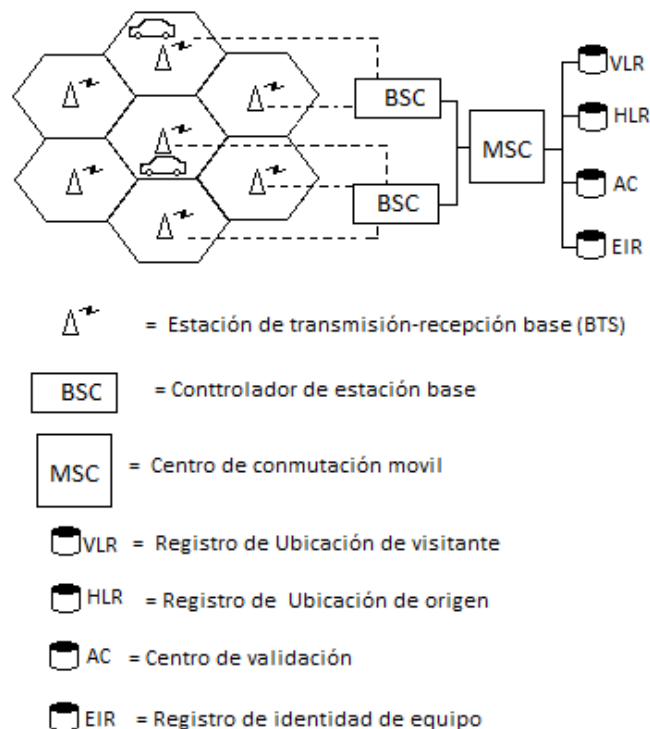 VLR
BSC
HLR
MSC
AC
BSC
EIR
= Estación de transmisión-recepción base (BTS)
BSC = Conttrolador de estación base
MSC = Centro de conmutación movil
VLR = Registro de Ubicación de visitante
HLR = Registro de Ubicación de origen
AC = Centro de validación
EIR = Registro de identidad de equipo